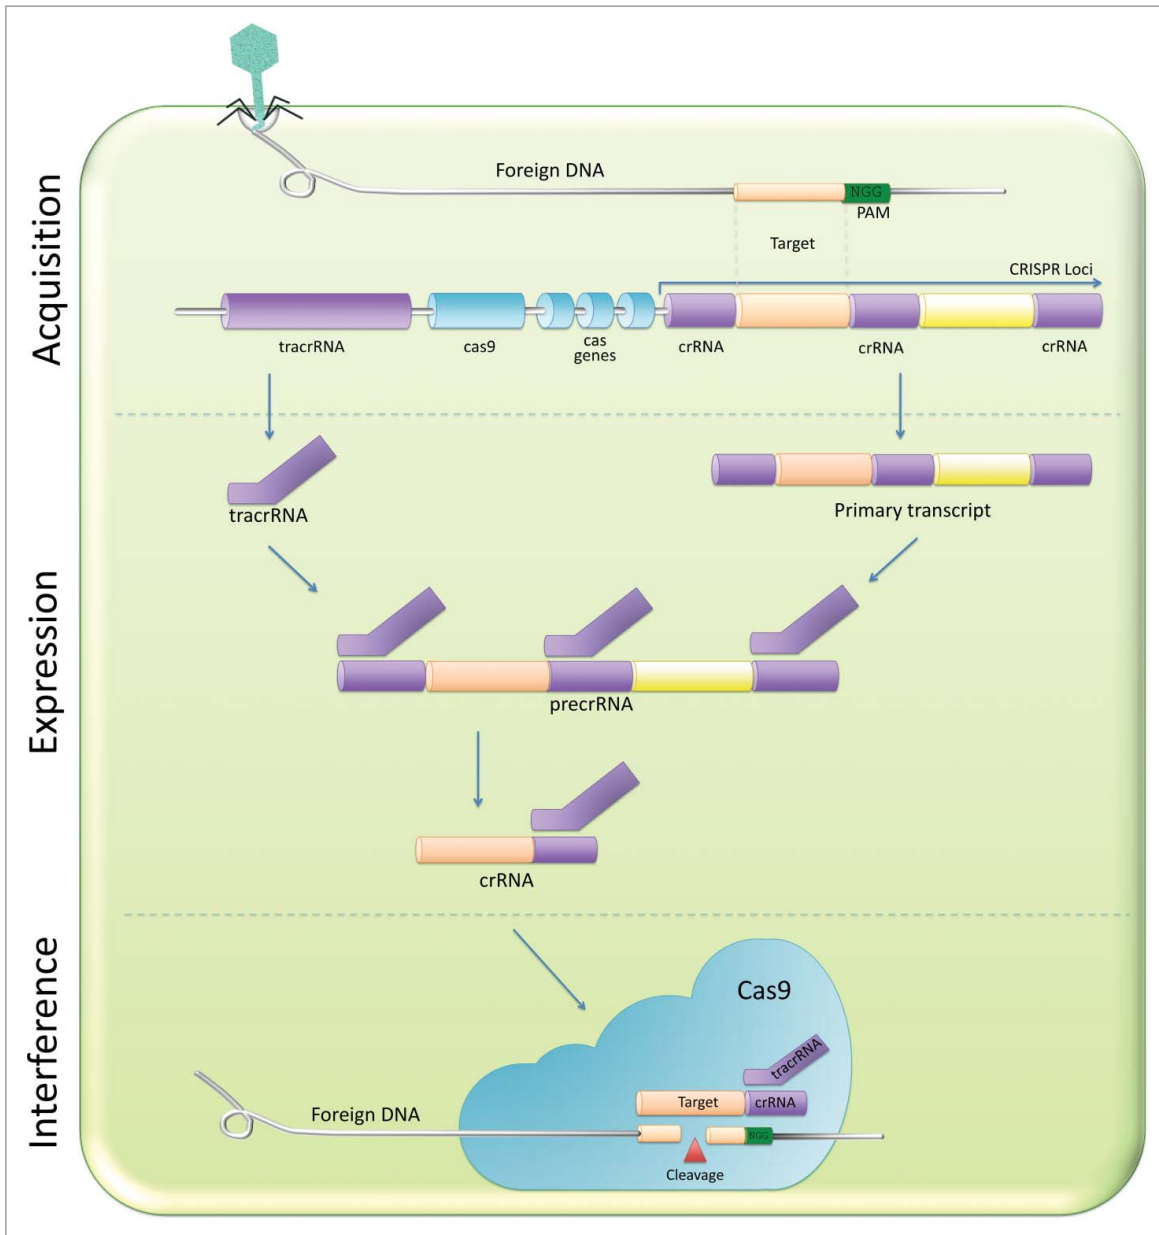 Acquisition
Foreign DNA
NGG
PAM
Target
CRISPR Loci
tracrRNA
cas9
cas
genes
crRNA
crRNA
crRNA
Expression
tracrRNA
Primary transcript
precrRNA
crRNA
Interference
Cas9
tracrRNA
Target
crRNA
Foreign DNA
NGG
Cleavage